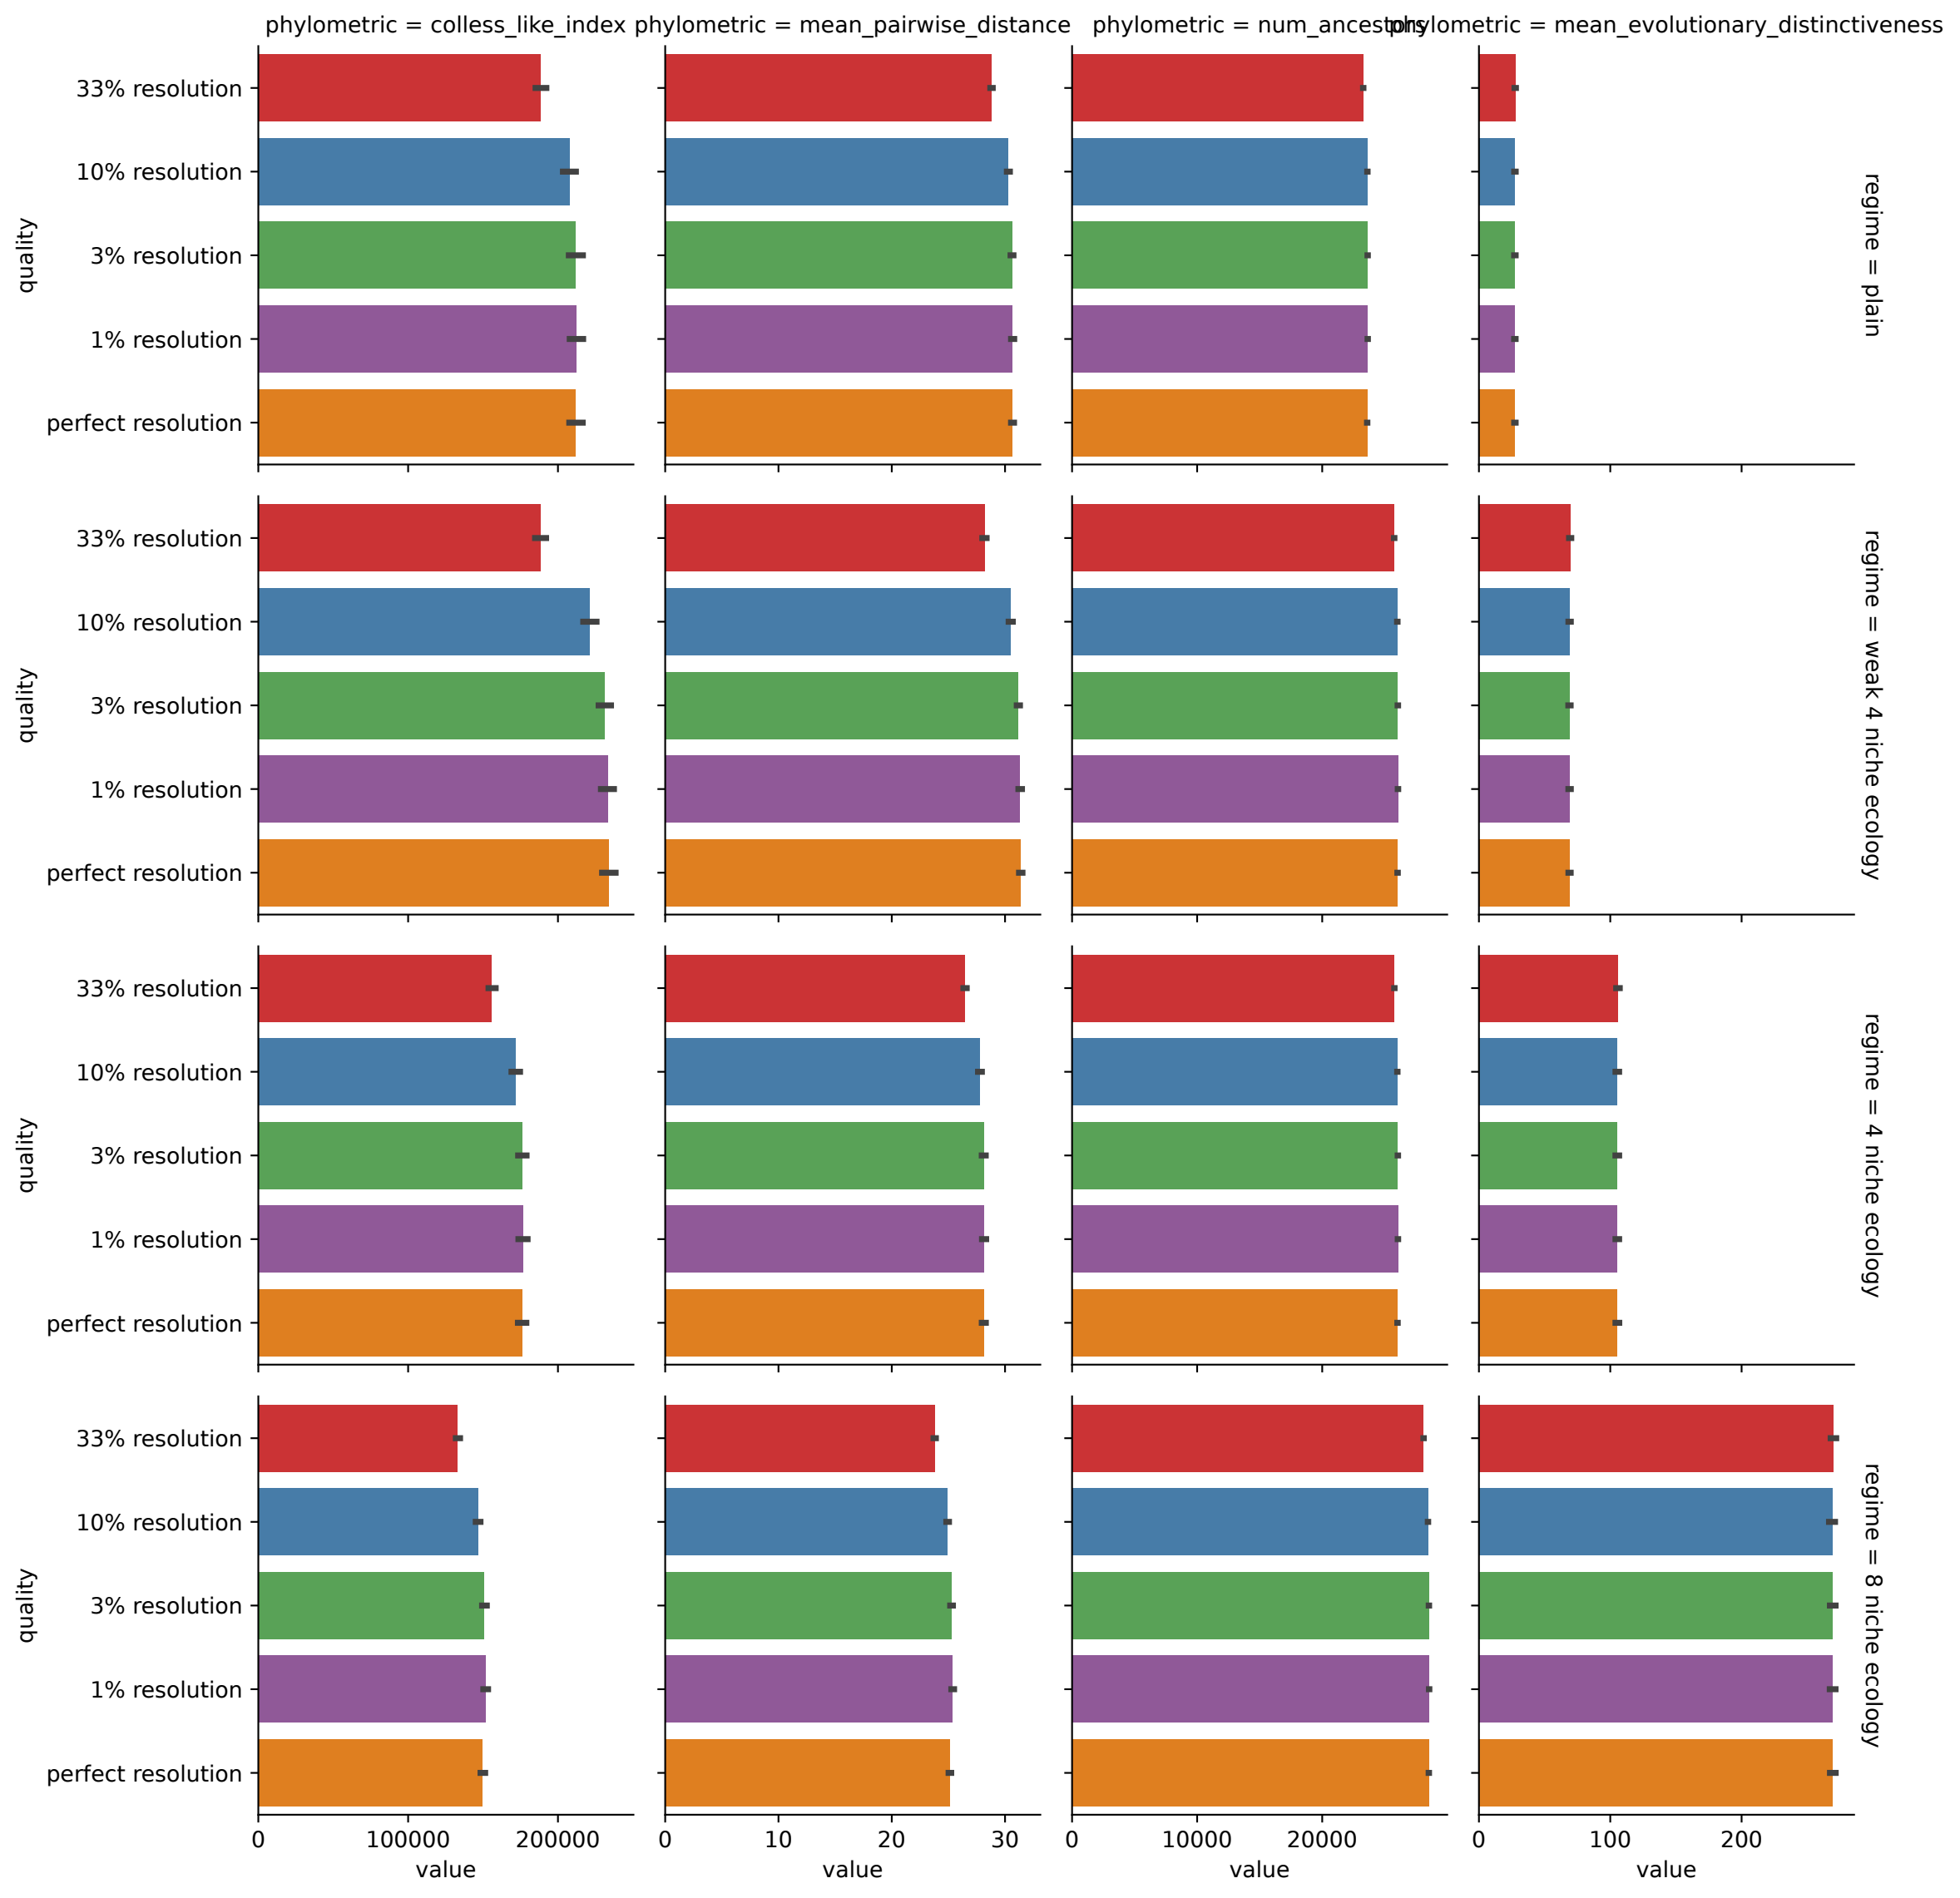 phylometric = colless_like_index
phylometric = mean_pairwise_distance
phylometric = num_ancestors
phylometric = mean_evolutionary_distinctiveness
quality
33% resolution
10% resolution
3% resolution
1% resolution
perfect resolution
regime = plain
quality
33% resolution
10% resolution
3% resolution
1% resolution
perfect resolution
regime = weak 4 niche ecology
quality
33% resolution
10% resolution
3% resolution
1% resolution
perfect resolution
regime = 4 niche ecology
quality
33% resolution
10% resolution
3% resolution
1% resolution
perfect resolution
regime = 8 niche ecology
0 100000 200000
0 10 20 30
0 10000 20000
0 100 200
value
value
value
value